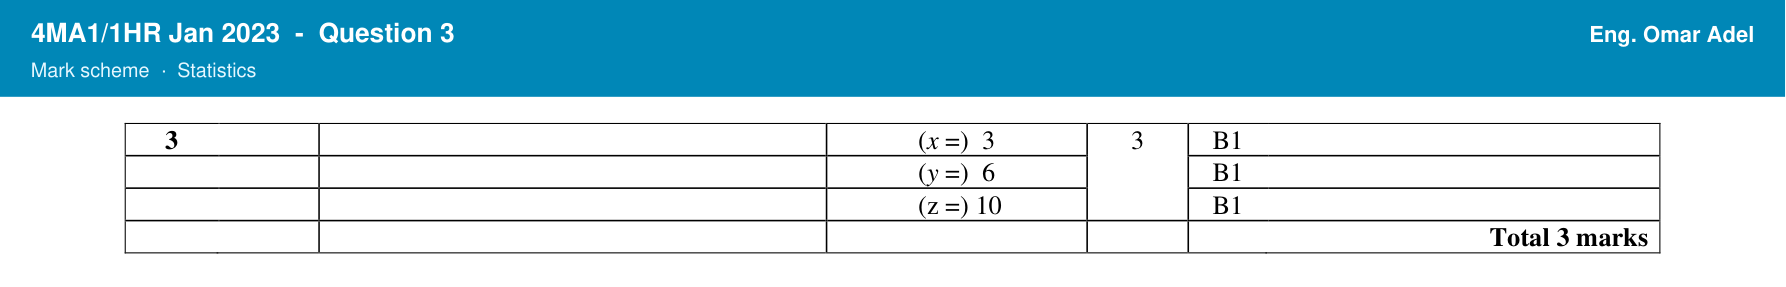 4MA1/1HR Jan 2023 - Question 3
Eng. Omar Adel
Mark scheme · Statistics
3 (x =) 3 3 B1
(y =) 6 B1
(z =) 10 B1
Total 3 marks